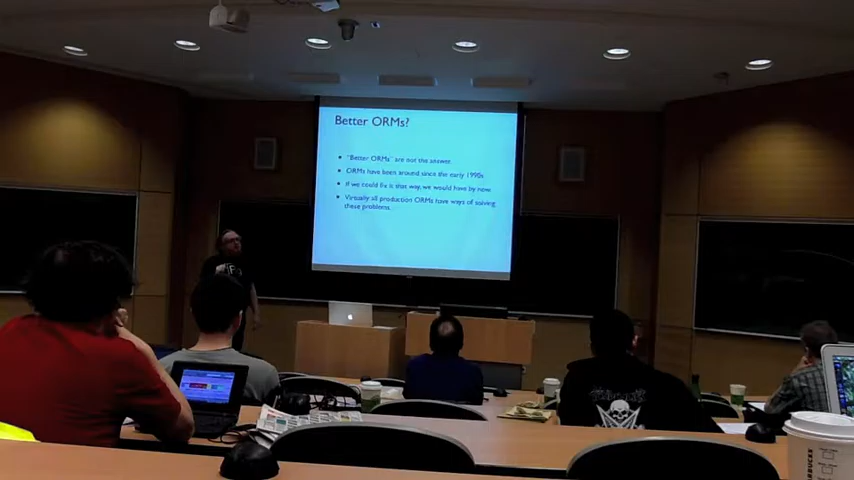 Better ORMs?
• "Better ORMs" are not the answer.
• ORMs have been around since the early 1990s.
• If we could fix it that way, we would have by now.
• Virtually all production ORMs have ways of solving
these problems.